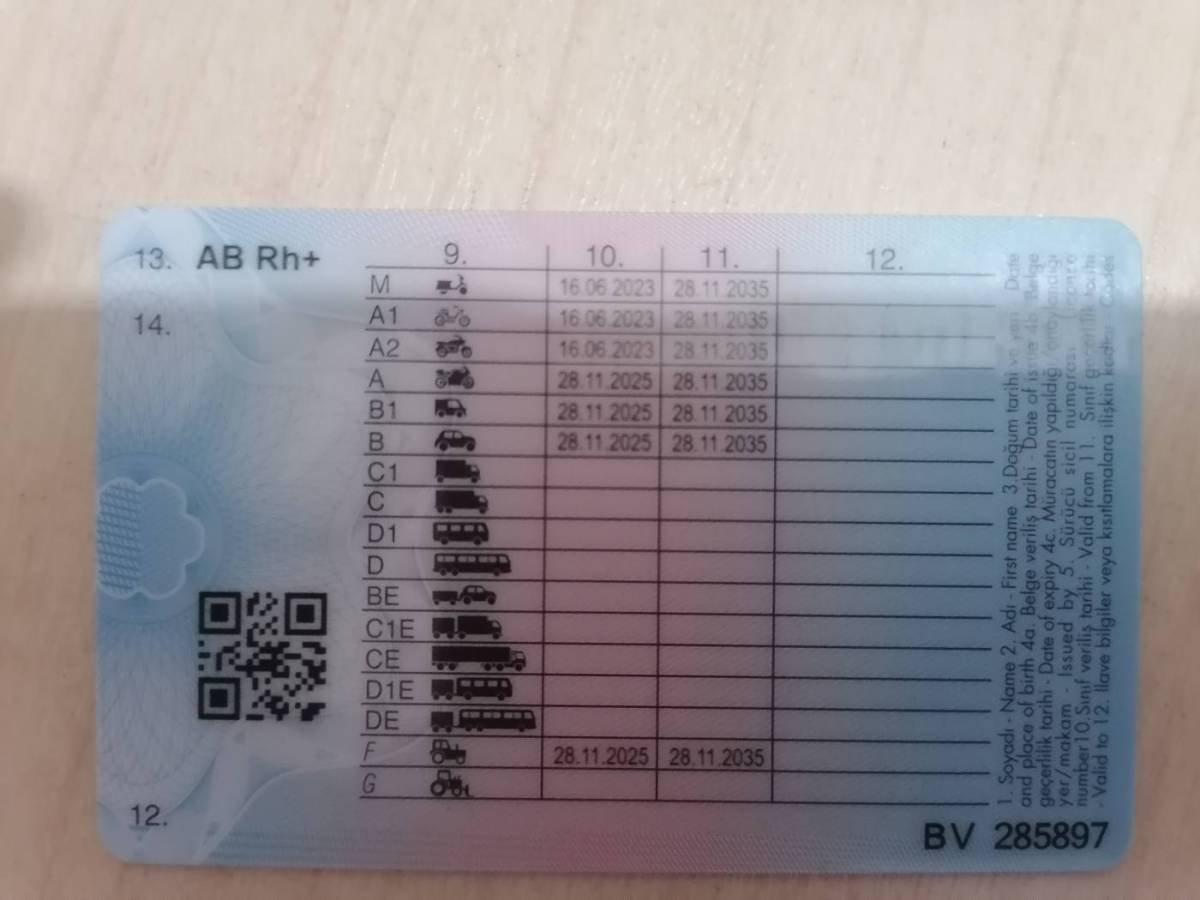 13. AB Rh+
14.
12.
9. 10. 11. 12.
M 16.06.2023 28.11.2035
A1 16.06.2023 28.11.2035
A2 16.06.2023 28.11.2035
A 28.11.2025 28.11.2035
B1 28.11.2025 28.11.2035
B 28.11.2025 28.11.2035
C1
C
D1
D
BE
C1E
CE
D1E
DE
F 28.11.2025 28.11.2035
G
1. Soyadı - Name 2. Adı - First name 3.Doğum tarihi ve yeri - Date
and place of birth 4a. Belge veriliş tarihi - Date of issue 4b. Belge
geçerlilik tarihi - Date of expiry 4c. Müracatın yapıldığı/onaylandığı
yer/makam - Issued by 5. Sürücü sicil numarası - Licence
number10.Sınıf veriliş tarihi - Valid from 11. Sınıf geçerlilik tarihi
- Valid to 12. İlave bilgiler veya kısıtlamalara ilişkin kodlar - Codes
BV 285897